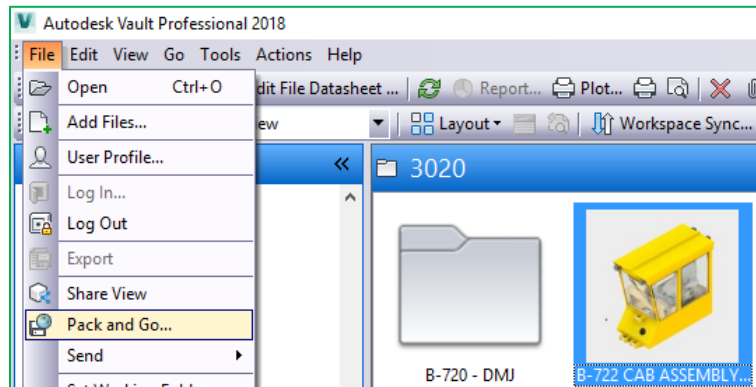 Autodesk Vault Professional 2018
File Edit View Go Tools Actions Help
Open Ctrl+O dit File Datasheet ... Report... Plot...
Add Files... ew Layout Workspace Sync...
User Profile... 3020
Log In...
Log Out
Export
Share View
Pack and Go...
Send
B-720 - DMJ B-722 CAB ASSEMBLY...